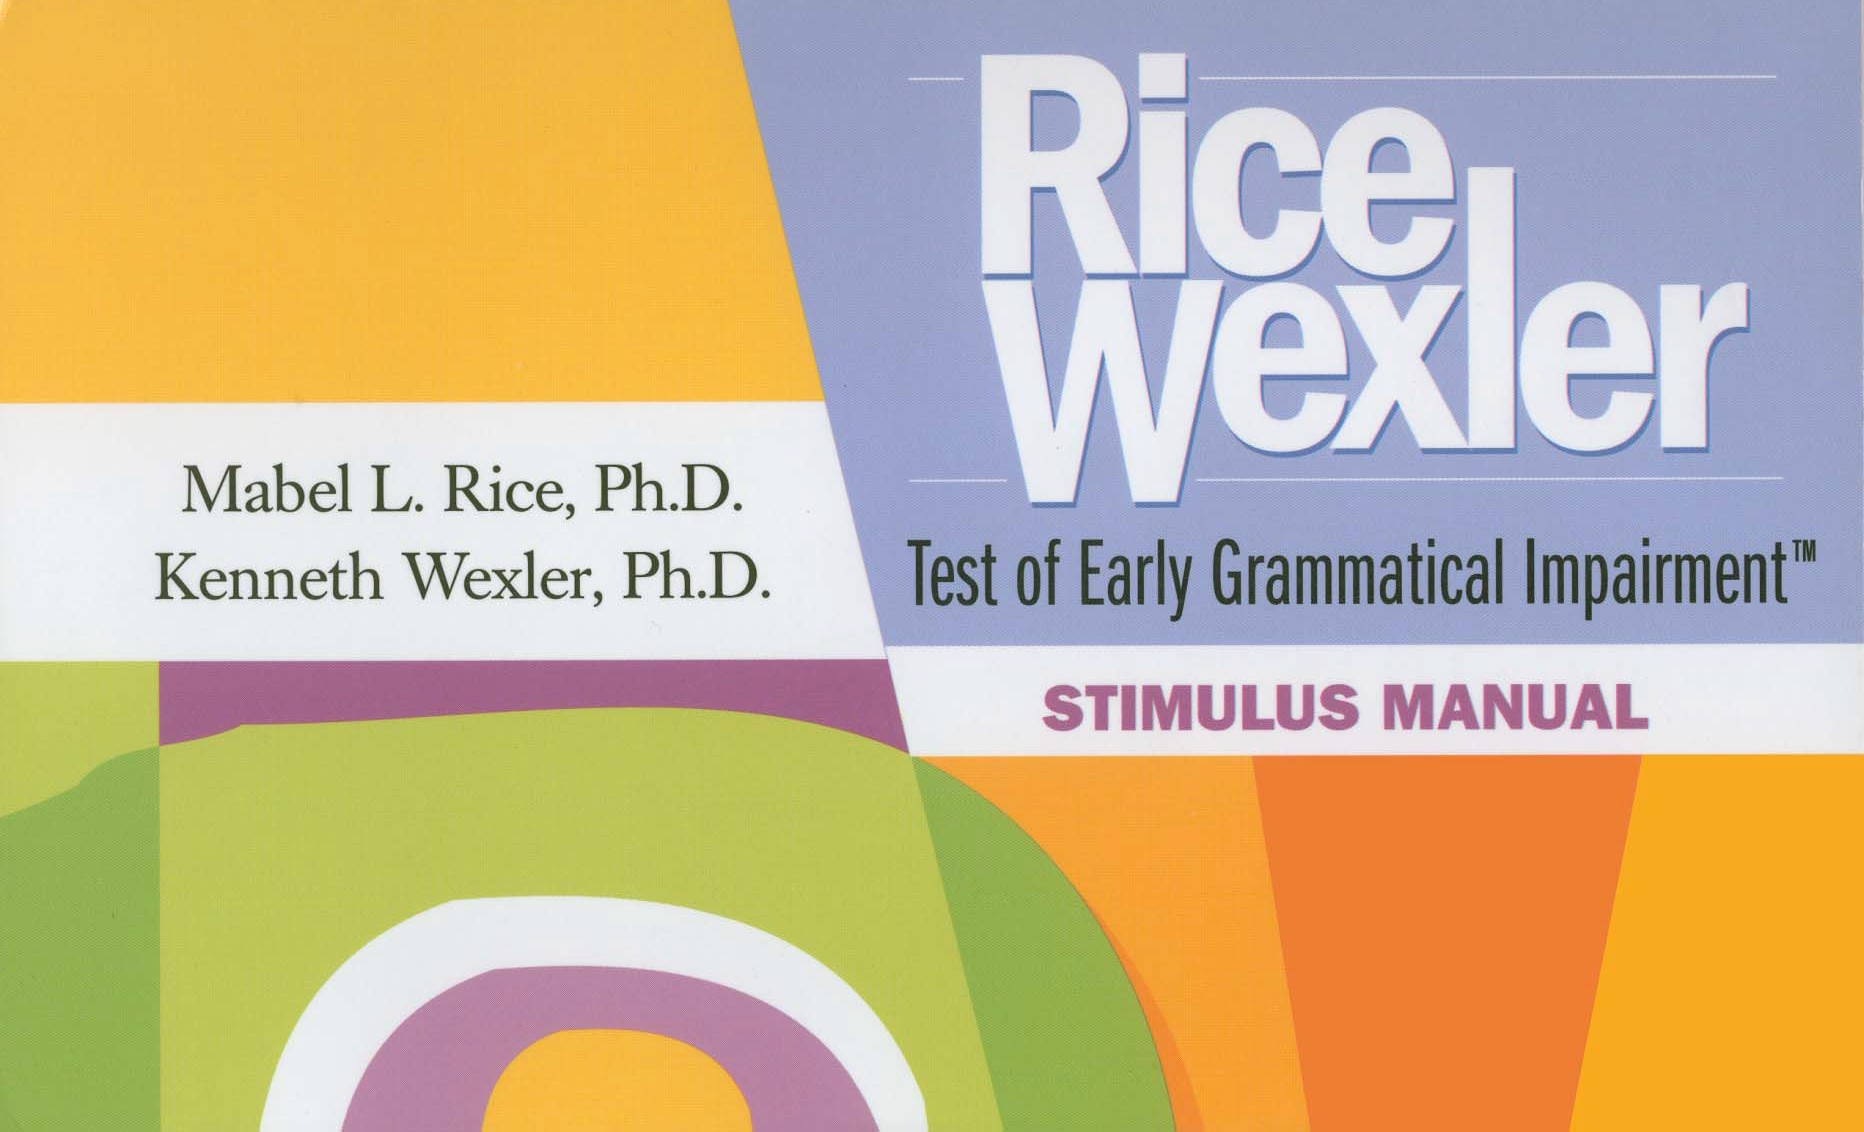 Rice
Wexler
Test of Early Grammatical Impairment™
STIMULUS MANUAL
Mabel L. Rice, Ph.D.
Kenneth Wexler, Ph.D.